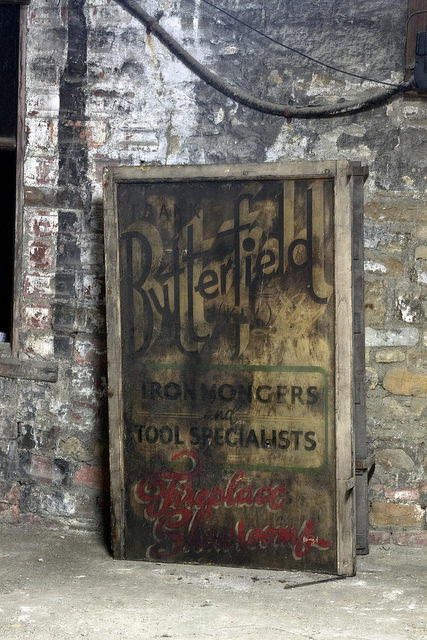 Butterfield
IRONMONGERS
and
TOOL SPECIALISTS
Fireplace
Showrooms